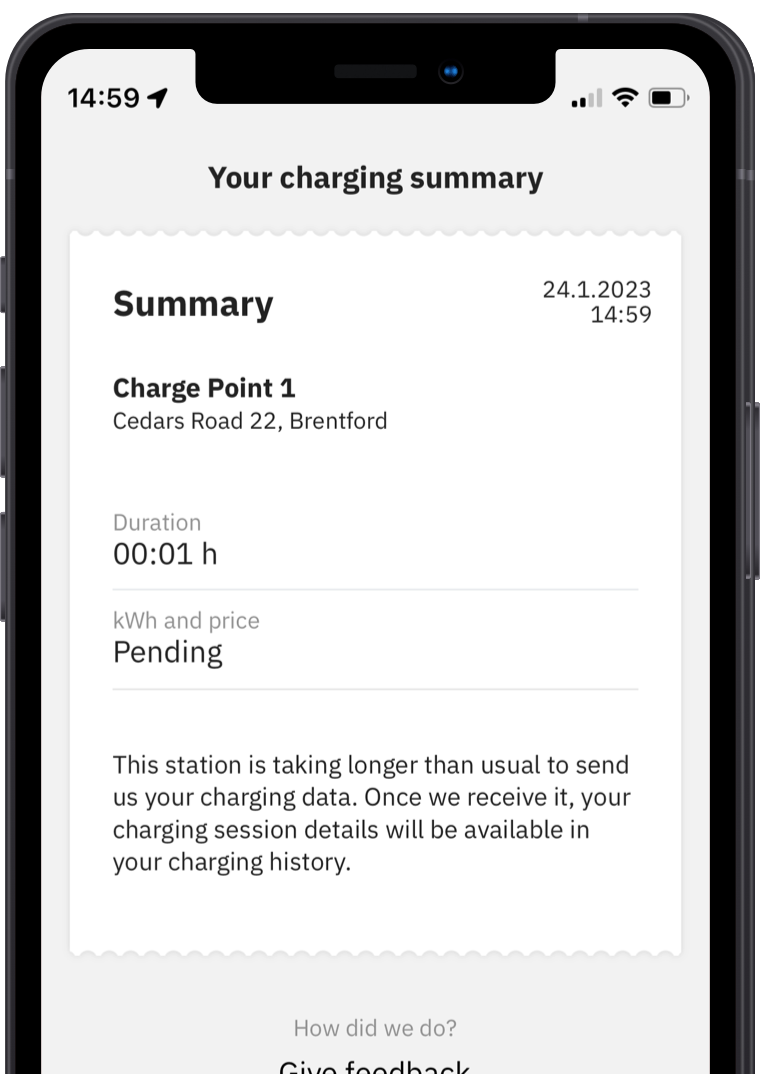 14:59
Your charging summary
Summary
24.1.2023
14:59
Charge Point 1
Cedars Road 22, Brentford
Duration
00:01 h
kWh and price
Pending
This station is taking longer than usual to send
us your charging data. Once we receive it, your
charging session details will be available in
your charging history.
How did we do?
Give feedback